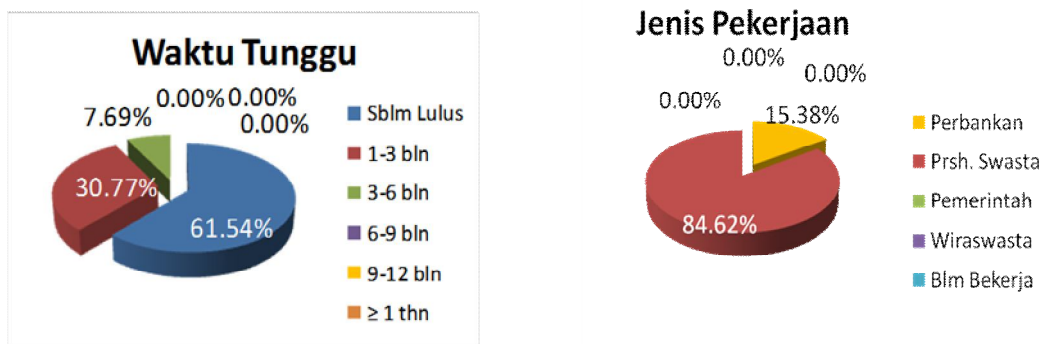 Waktu Tunggu
0.00%
0.00%
7.69%
0.00%
30.77%
61.54%
Sblm Lulus
1-3 bln
3-6 bln
6-9 bln
9-12 bln
≥ 1 thn
Jenis Pekerjaan
0.00%
0.00%
0.00%
15.38%
84.62%
Perbankan
Prsh. Swasta
Pemerintah
Wiraswasta
Blm Bekerja